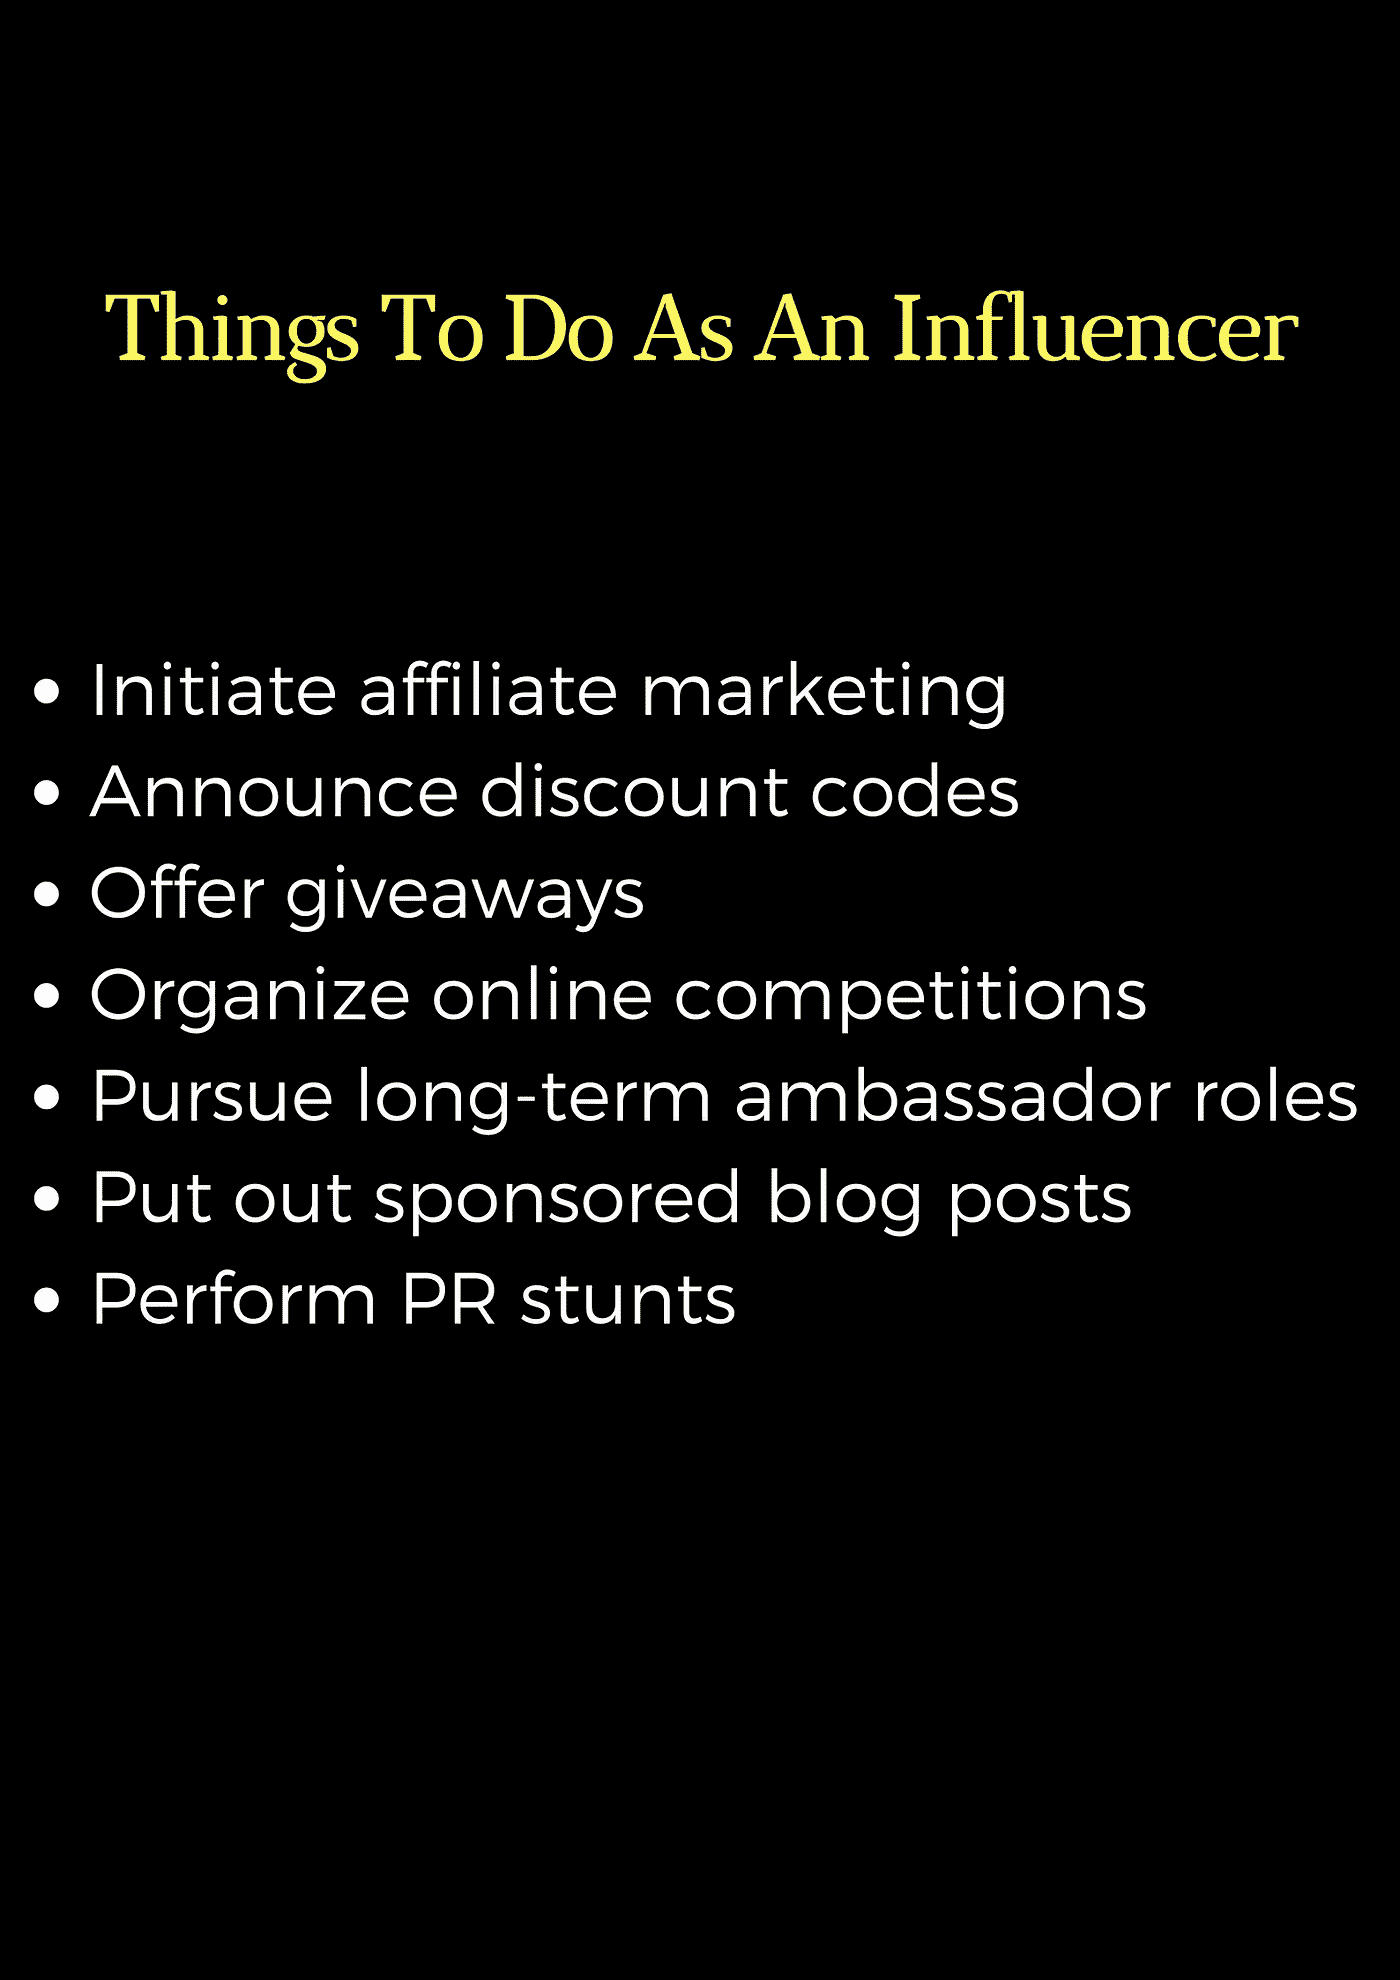 Things To Do As An Influencer
• Initiate affiliate marketing
• Announce discount codes
• Offer giveaways
• Organize online competitions
• Pursue long-term ambassador roles
• Put out sponsored blog posts
• Perform PR stunts